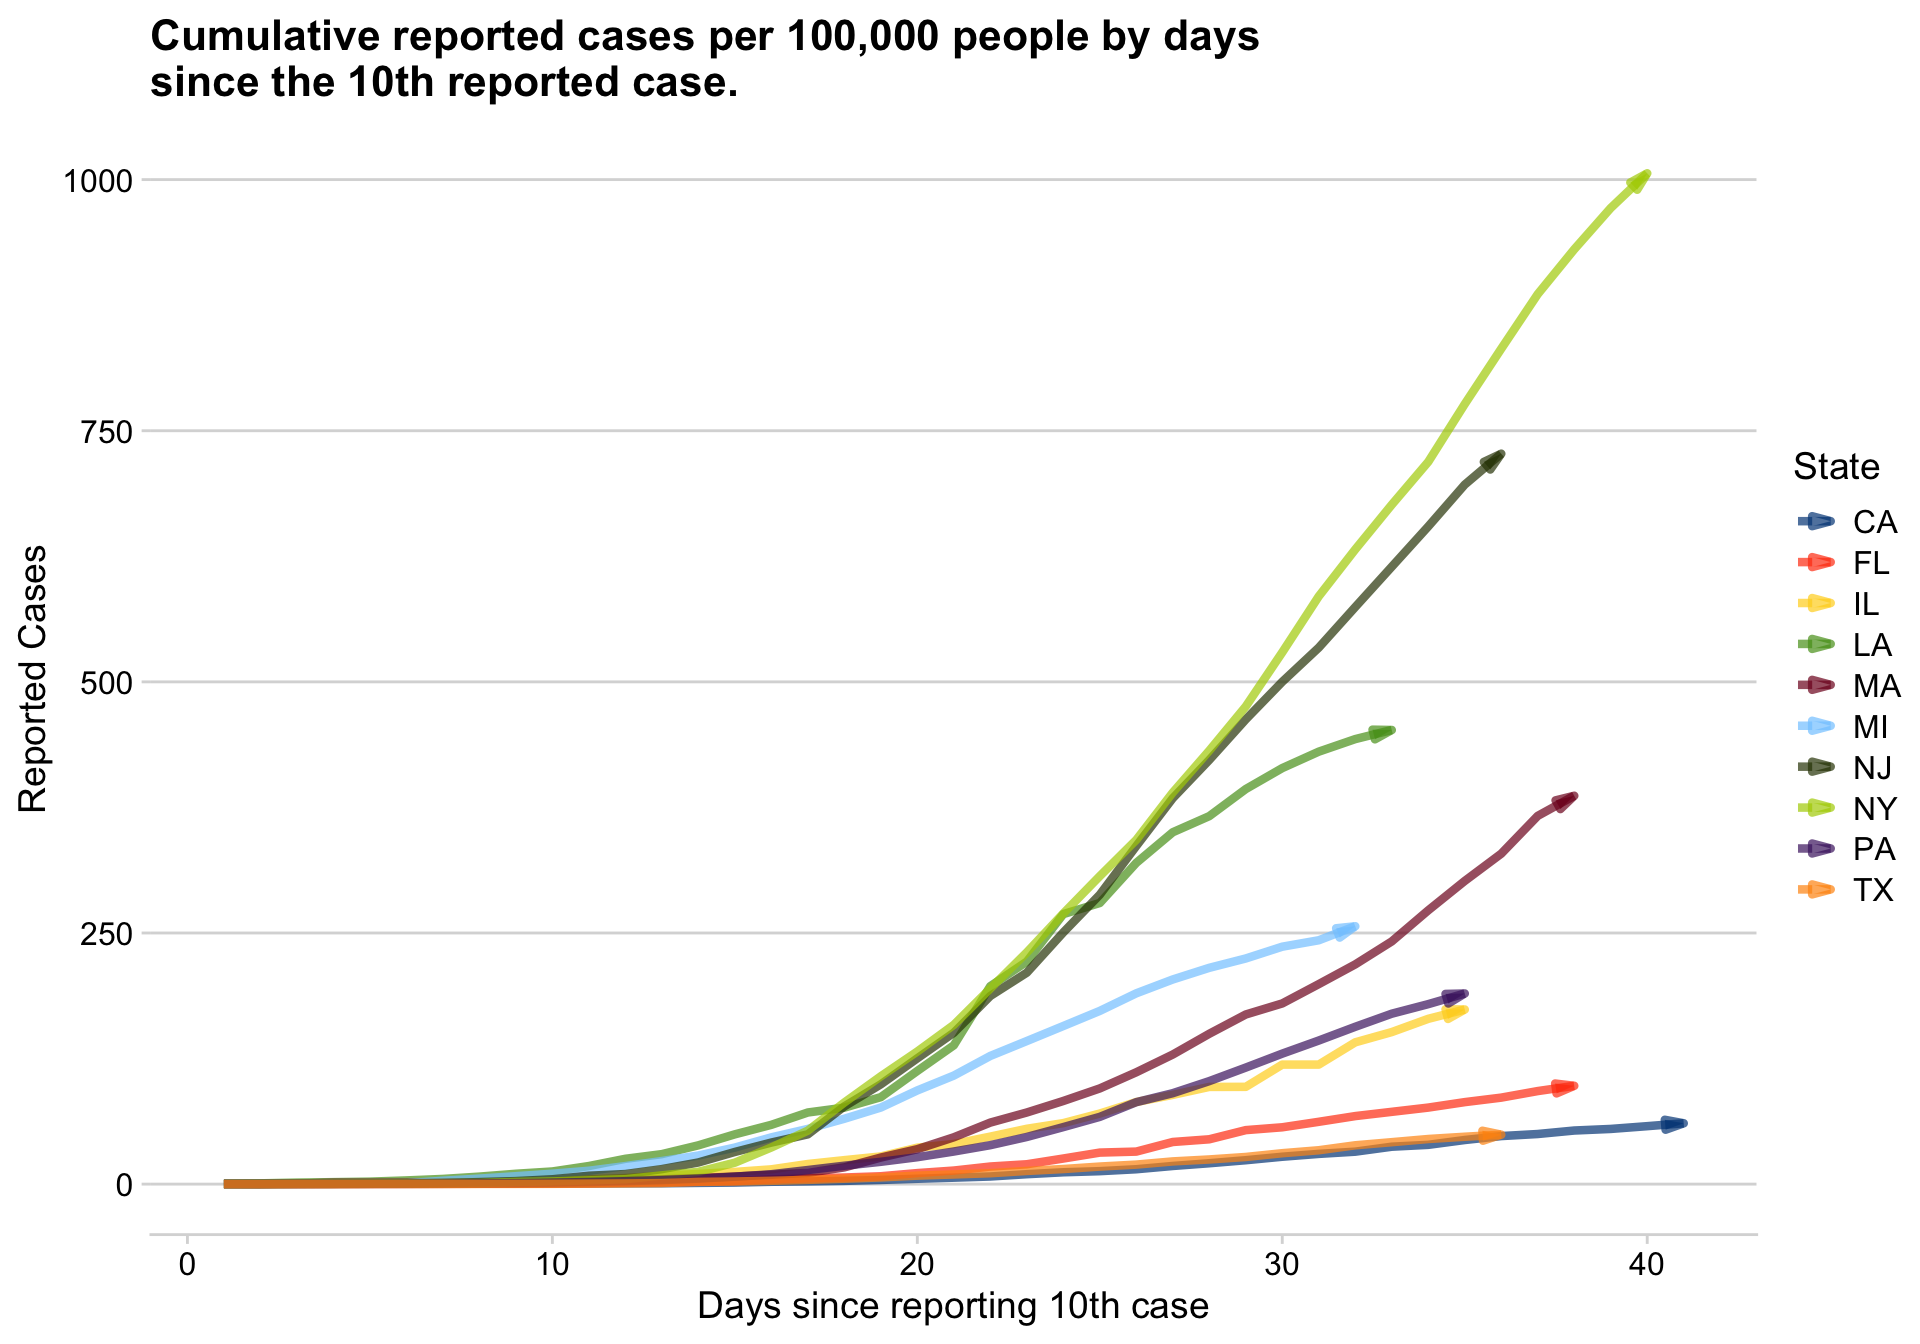 Cumulative reported cases per 100,000 people by days
since the 10th reported case.
1000
750
500
250
0
Reported Cases
0 10 20 30 40
Days since reporting 10th case
State
CA
FL
IL
LA
MA
MI
NJ
NY
PA
TX